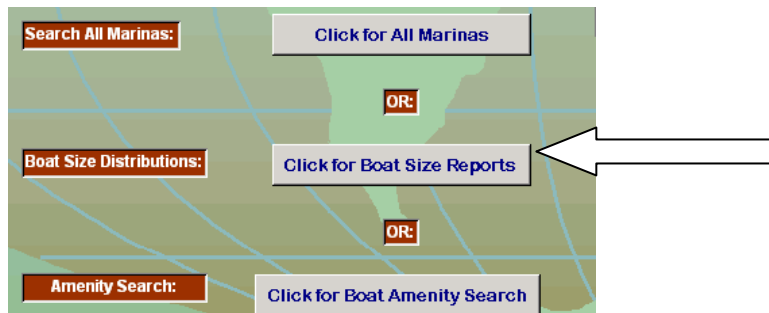 Search All Marinas: Click for All Marinas
OR:
Boat Size Distributions: Click for Boat Size Reports
OR:
Amenity Search: Click for Boat Amenity Search